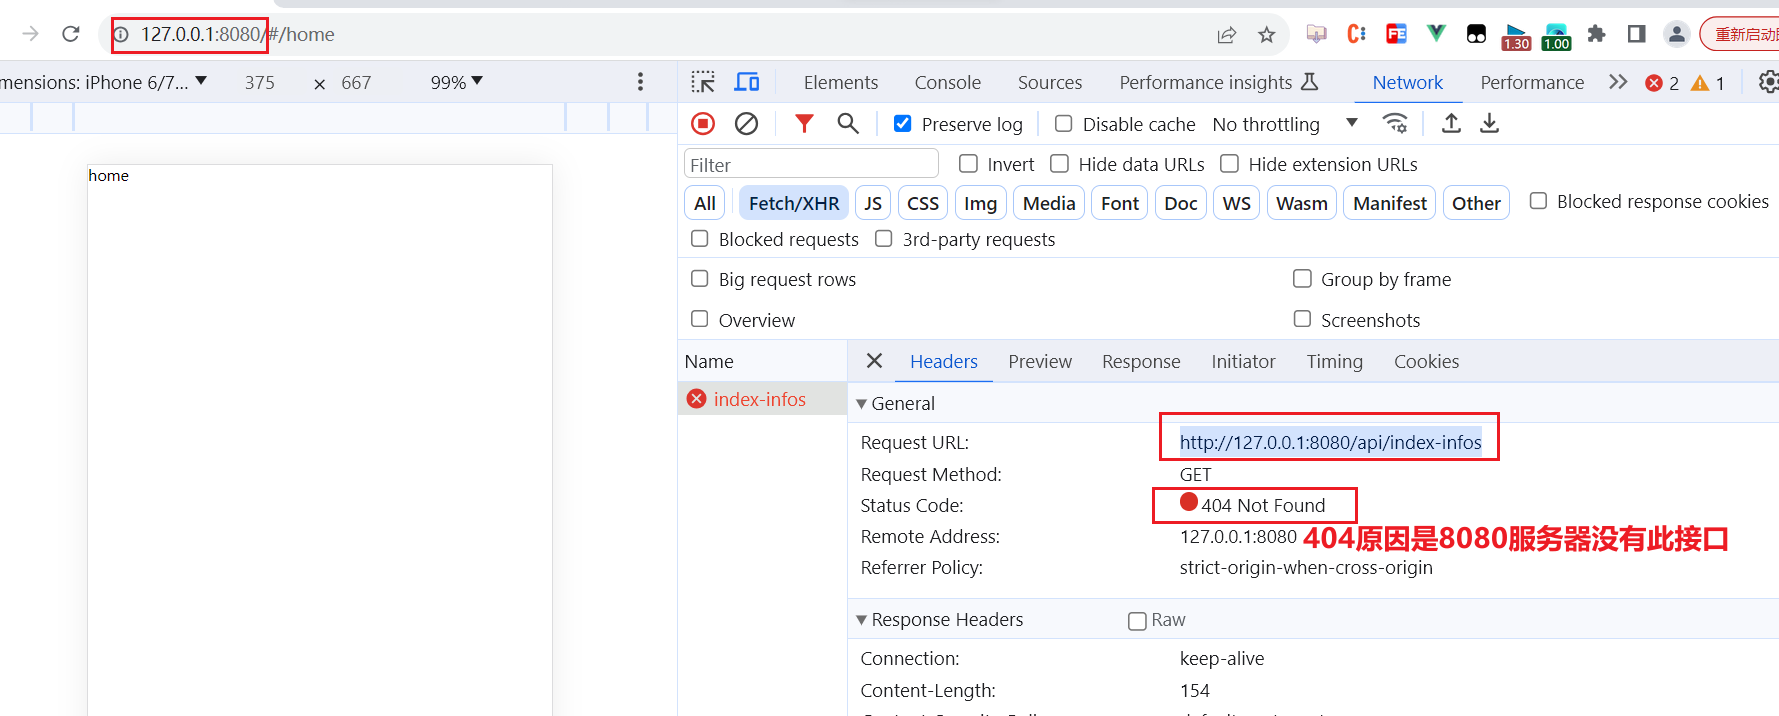 127.0.0.1:8080/#/home
1.30
1.00
重新启动
mensions: iPhone 6/7... ▼
375 × 667
99% ▼
Elements
Console
Sources
Performance insights
Network
Performance
2
1
Preserve log
Disable cache
No throttling
Filter
Invert
Hide data URLs
Hide extension URLs
All
Fetch/XHR
JS
CSS
Img
Media
Font
Doc
WS
Wasm
Manifest
Other
Blocked response cookies
Blocked requests
3rd-party requests
Big request rows
Group by frame
Overview
Screenshots
home
Name
index-infos
Headers
Preview
Response
Initiator
Timing
Cookies
General
Request URL: http://127.0.0.1:8080/api/index-infos
Request Method: GET
Status Code: 404 Not Found
Remote Address: 127.0.0.1:8080
404原因是8080服务器没有此接口
Referrer Policy: strict-origin-when-cross-origin
Response Headers
Raw
Connection: keep-alive
Content-Length: 154